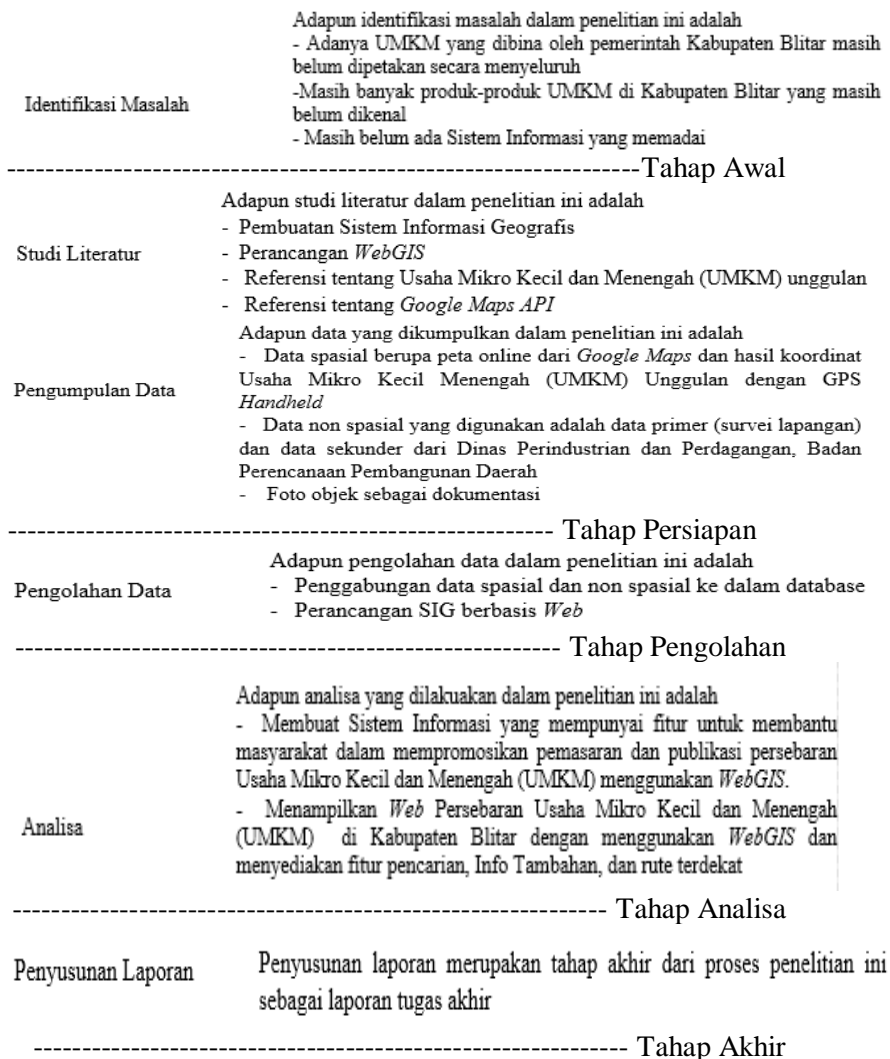 Adapun identifikasi masalah dalam penelitian ini adalah
- Adanya UMKM yang dibina oleh pemerintah Kabupaten Blitar masih
belum dipetakan secara menyeluruh
Identifikasi Masalah
-Masih banyak produk-produk UMKM di Kabupaten Blitar yang masih
belum dikenal
- Masih belum ada Sistem Informasi yang memadai
----------------------------------------------------------------Tahap Awal
Adapun studi literatur dalam penelitian ini adalah
- Pembuatan Sistem Informasi Geografis
Studi Literatur
- Perancangan WebGIS
- Referensi tentang Usaha Mikro Kecil dan Menengah (UMKM) unggulan
- Referensi tentang Google Maps API
Adapun data yang dikumpulkan dalam penelitian ini adalah
- Data spasial berupa peta online dari Google Maps dan hasil koordinat
Pengumpulan Data
Usaha Mikro Kecil Menengah (UMKM) Unggulan dengan GPS
Handheld
- Data non spasial yang digunakan adalah data primer (survei lapangan)
dan data sekunder dari Dinas Perindustrian dan Perdagangan, Badan
Perencanaan Pembangunan Daerah
- Foto objek sebagai dokumentasi
-------------------------------------------------------- Tahap Persiapan
Adapun pengolahan data dalam penelitian ini adalah
Pengolahan Data
- Penggabungan data spasial dan non spasial ke dalam database
- Perancangan SIG berbasis Web
-------------------------------------------------------- Tahap Pengolahan
Adapun analisa yang dilakuakan dalam penelitian ini adalah
- Membuat Sistem Informasi yang mempunyai fitur untuk membantu
masyarakat dalam mempromosikan pemasaran dan publikasi persebaran
Usaha Mikro Kecil dan Menengah (UMKM) menggunakan WebGIS.
- Menampilkan Web Persebaran Usaha Mikro Kecil dan Menengah
Analisa
(UMKM) di Kabupaten Blitar dengan menggunakan WebGIS dan
menyediakan fitur pencarian, Info Tambahan, dan rute terdekat
------------------------------------------------------------- Tahap Analisa
Penyusunan Laporan
Penyusunan laporan merupakan tahap akhir dari proses penelitian ini
sebagai laporan tugas akhir
------------------------------------------------------------- Tahap Akhir